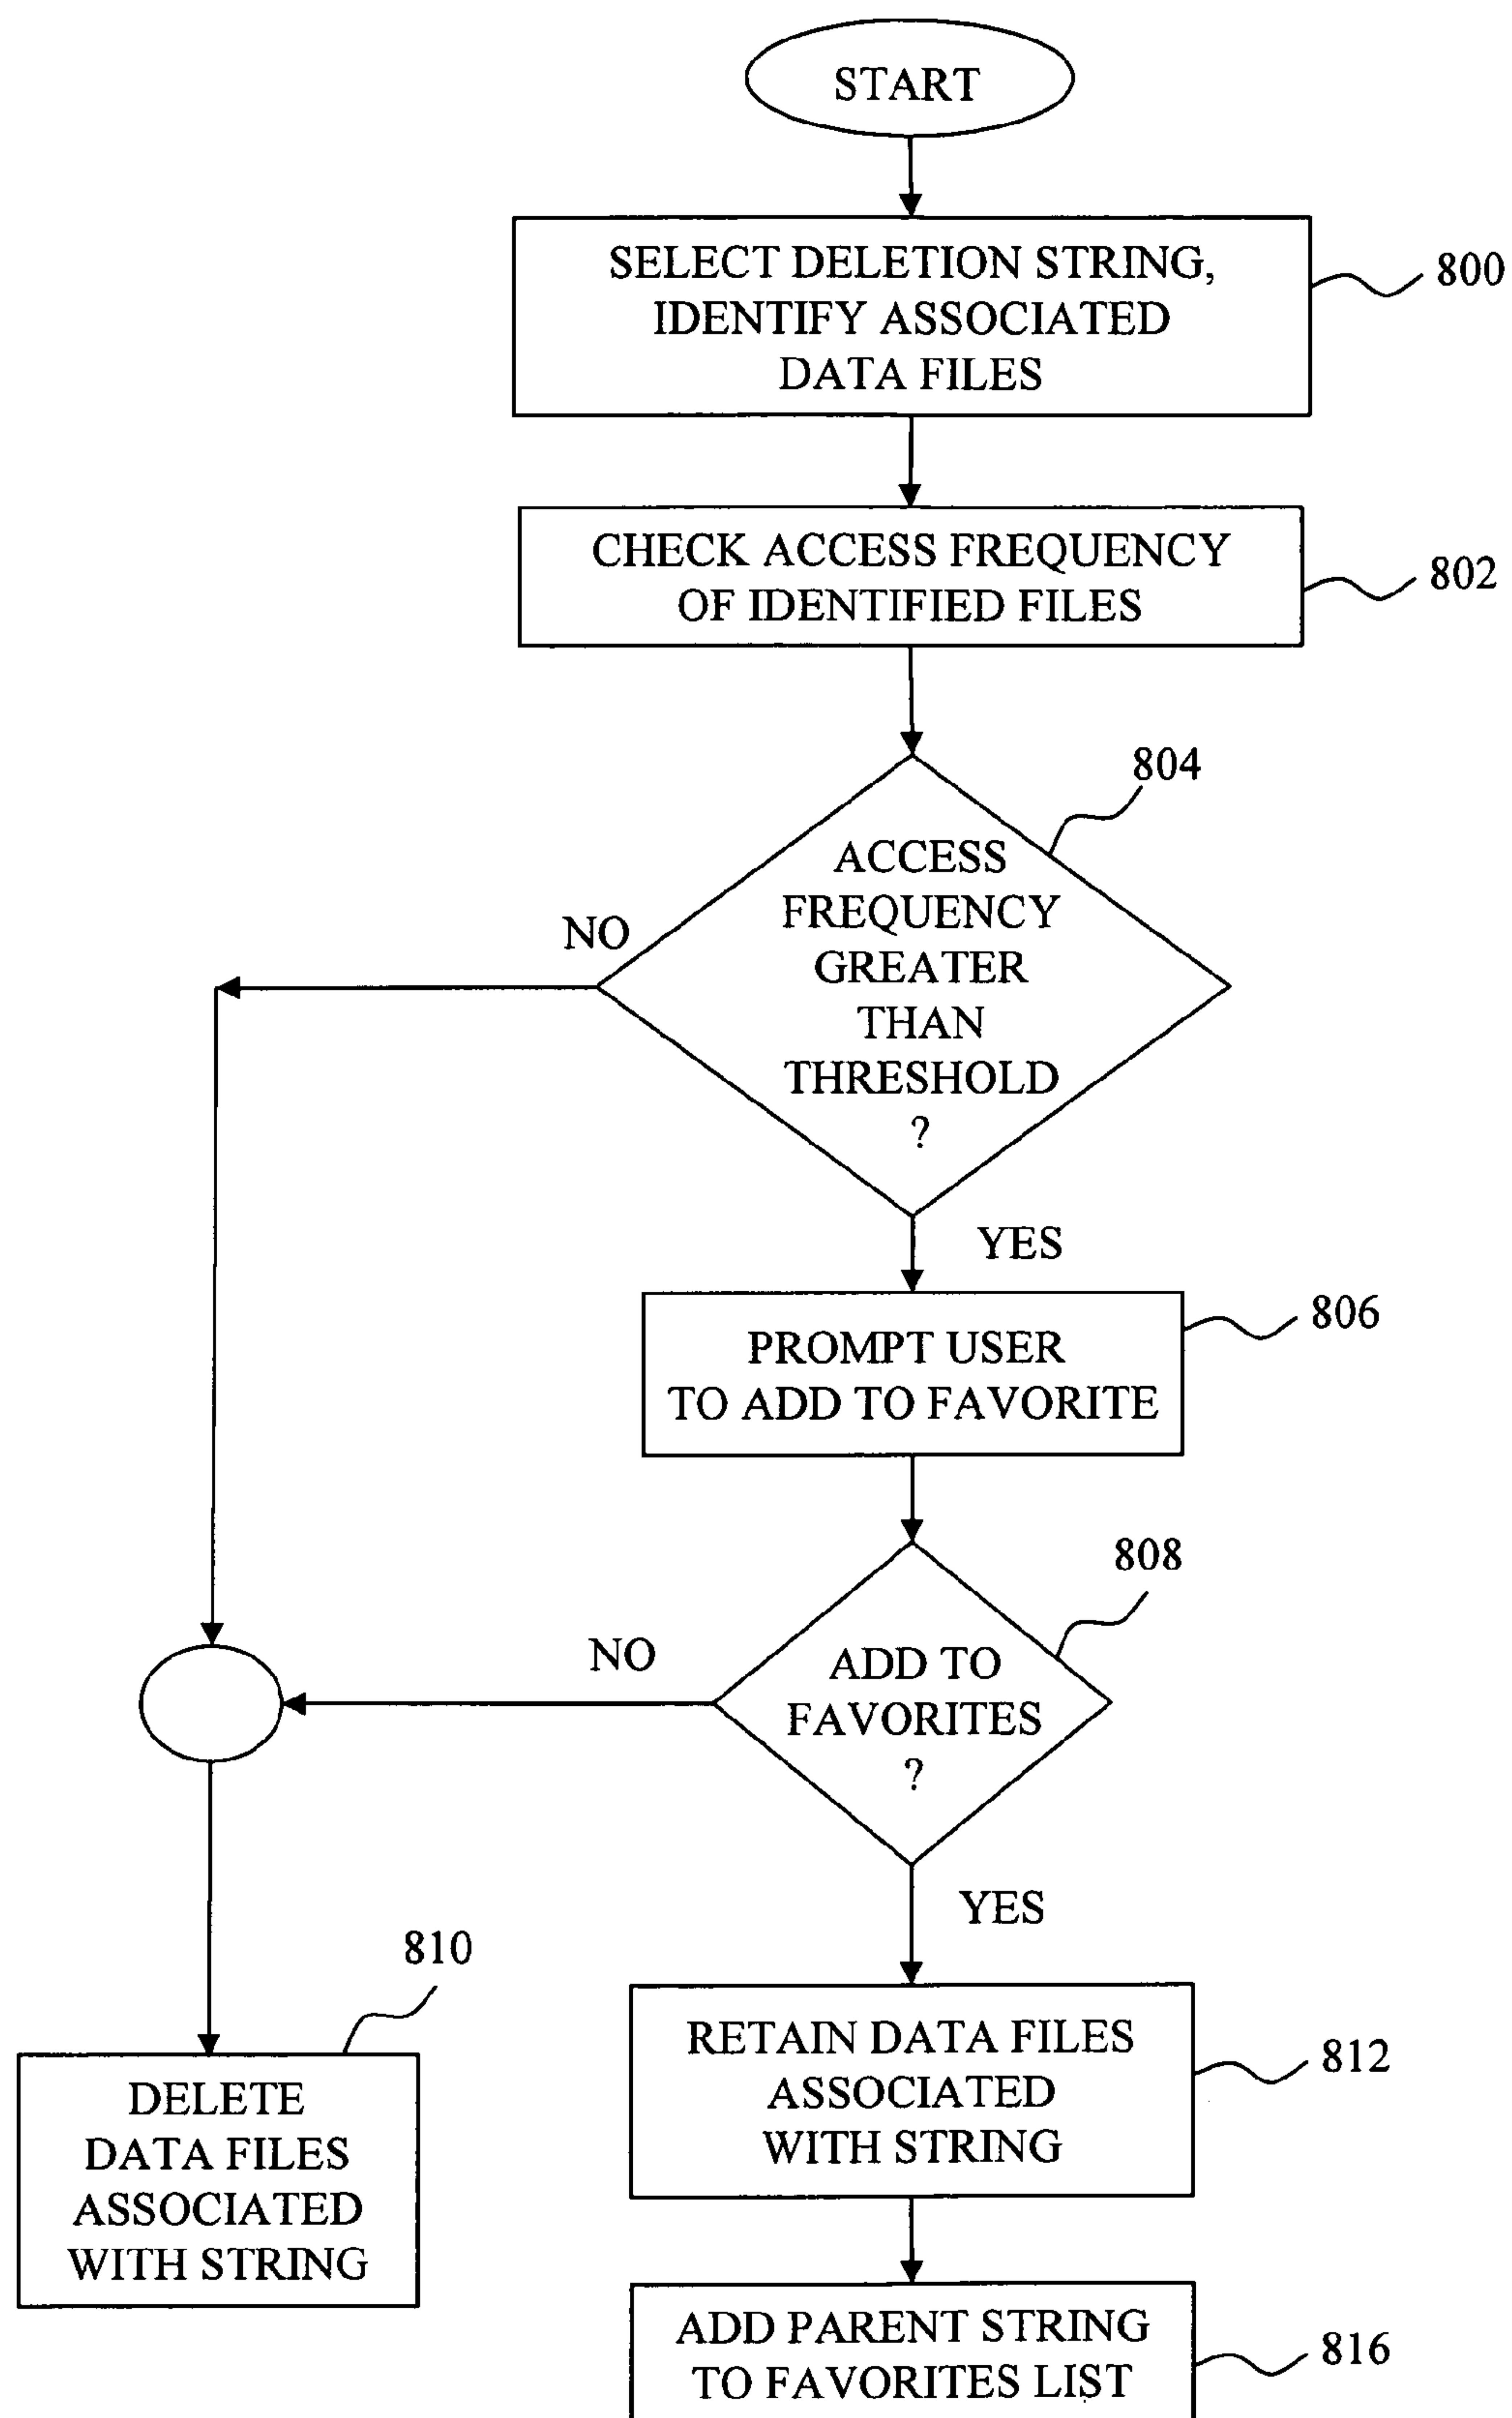 START
SELECT DELETION STRING,
IDENTIFY ASSOCIATED
DATA FILES
800
CHECK ACCESS FREQUENCY
OF IDENTIFIED FILES
802
804
ACCESS
FREQUENCY
GREATER
THAN
THRESHOLD
?
NO
YES
PROMPT USER
TO ADD TO FAVORITE
806
808
ADD TO
FAVORITES
?
NO
YES
810
DELETE
DATA FILES
ASSOCIATED
WITH STRING
RETAIN DATA FILES
ASSOCIATED
WITH STRING
812
ADD PARENT STRING
TO FAVORITES LIST
816